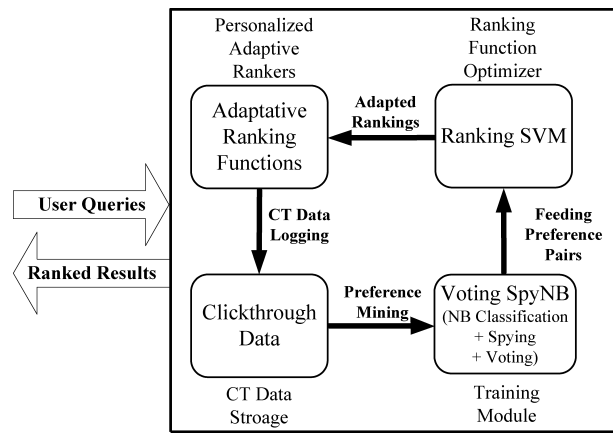 Personalized
Adaptive
Rankers
Ranking
Function
Optimizer
Adaptative
Ranking
Functions
Adapted
Rankings
Ranking SVM
User Queries
CT Data
Logging
Feeding
Preference
Pairs
Ranked Results
Clickthrough
Data
Preference
Mining
Voting SpyNB
(NB Classification
+ Spying
+ Voting)
CT Data
Stroage
Training
Module